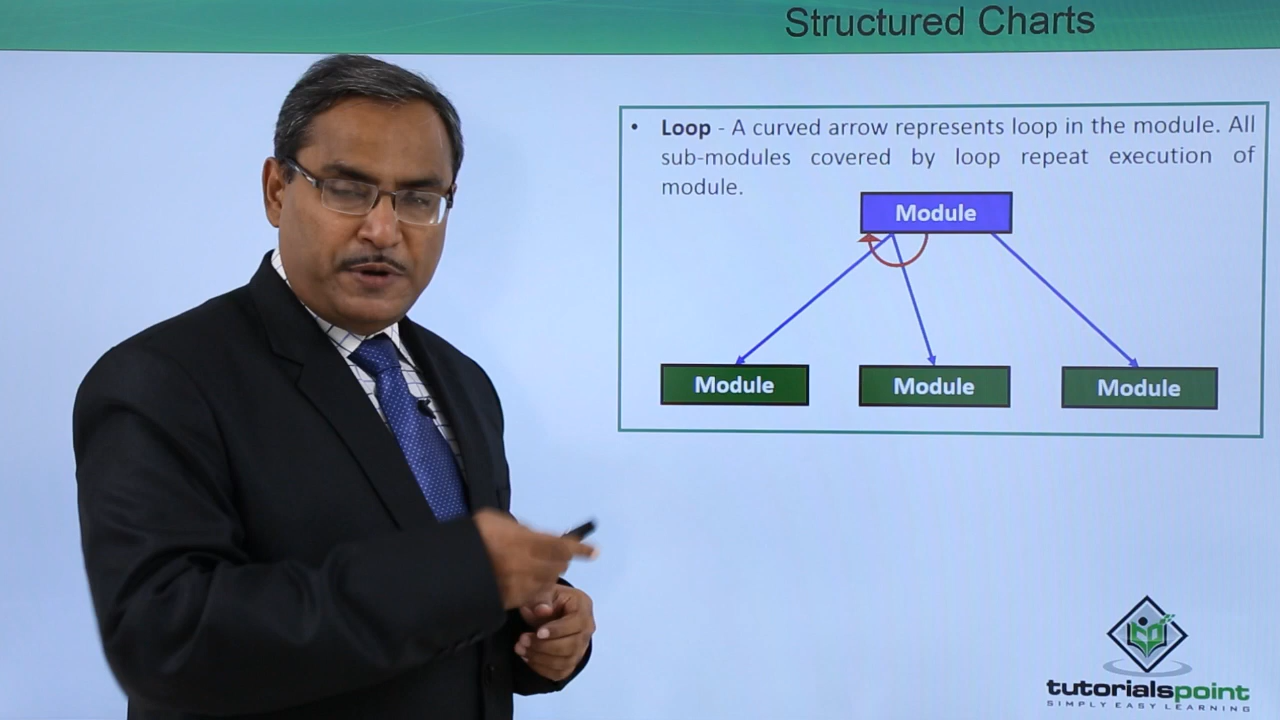 Structured Charts
• Loop - A curved arrow represents loop in the module. All
sub-modules covered by loop repeat execution of
module.
Module
Module Module Module
tutorialspoint
SIMPLY EASY LEARNING